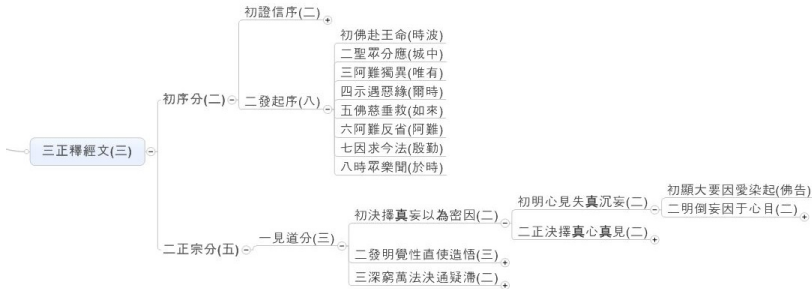 三正釋經文(三)
初序分(二)
初證信序(二)
二發起序(八)
初佛赴王命(時波)
二聖眾分應(城中)
三阿難獨異(唯有)
四示遇惡緣(爾時)
五佛慈垂救(如來)
六阿難反省(阿難)
七因求今法(殷勤)
八時眾樂聞(於時)
二正宗分(五)
一見道分(三)
初決擇真妄以為密因(二)
初明心見失真沉妄(二)
初顯大要因愛染起(佛告)
二明倒妄因于心目(二)
二正決擇真心真見(二)
二發明覺性直使造悟(三)
三深窮萬法決通疑滯(二)